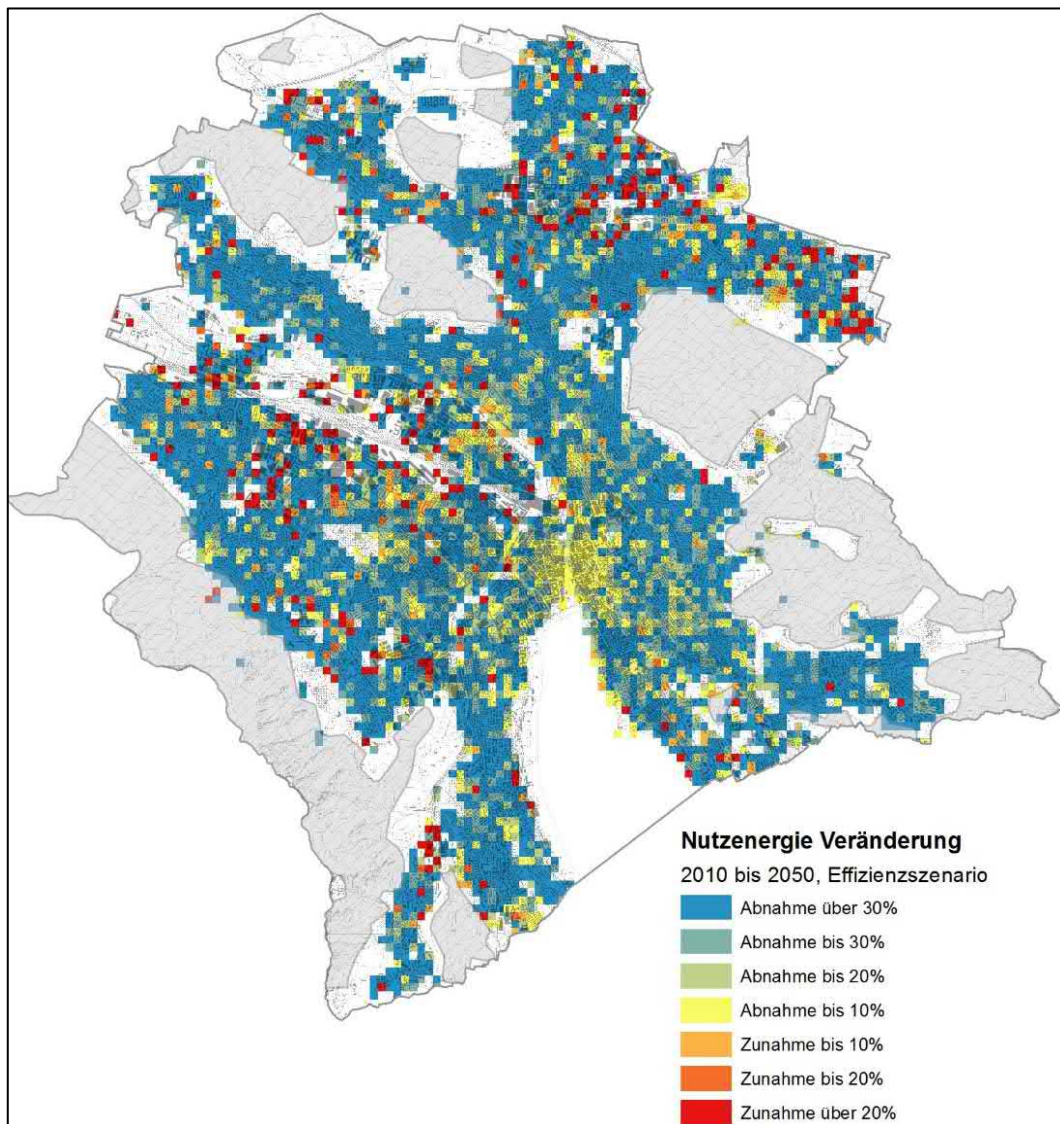 Nutzenergie Veränderung
2010 bis 2050, Effizienzszenario
Abnahme über 30%
Abnahme bis 30%
Abnahme bis 20%
Abnahme bis 10%
Zunahme bis 10%
Zunahme bis 20%
Zunahme über 20%